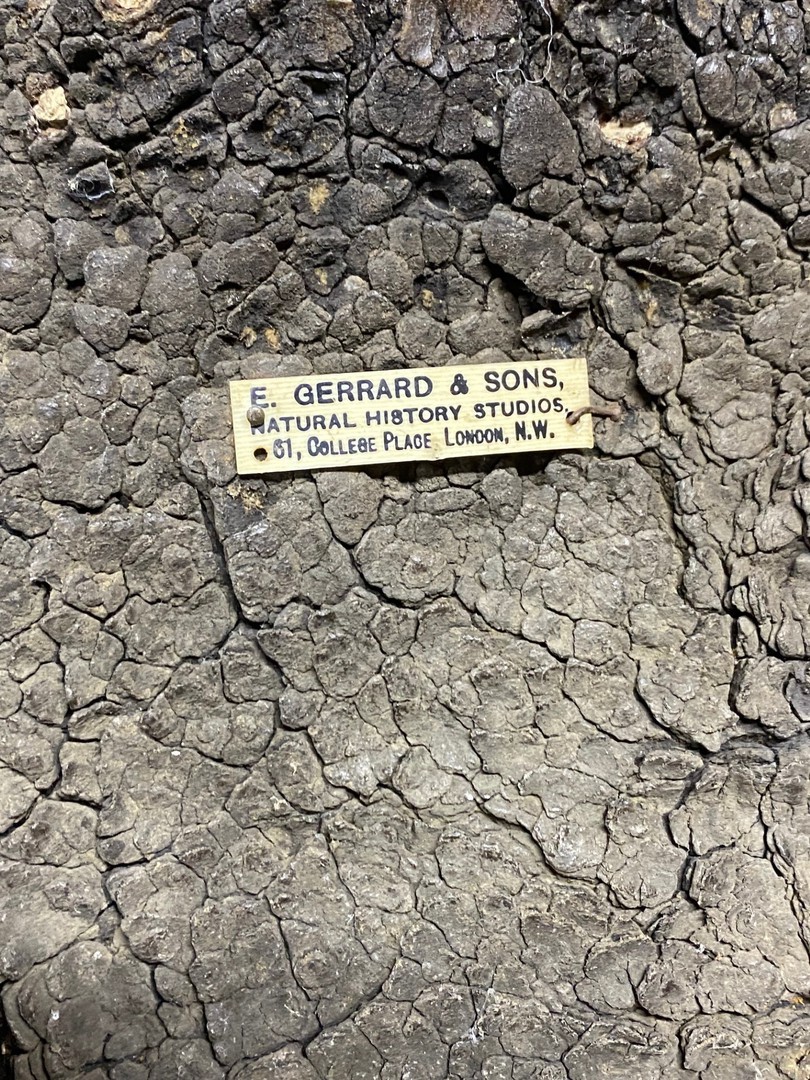 E. GERRARD & SONS,
NATURAL HISTORY STUDIOS,
61, COLLEGE PLACE, LONDON, N.W.